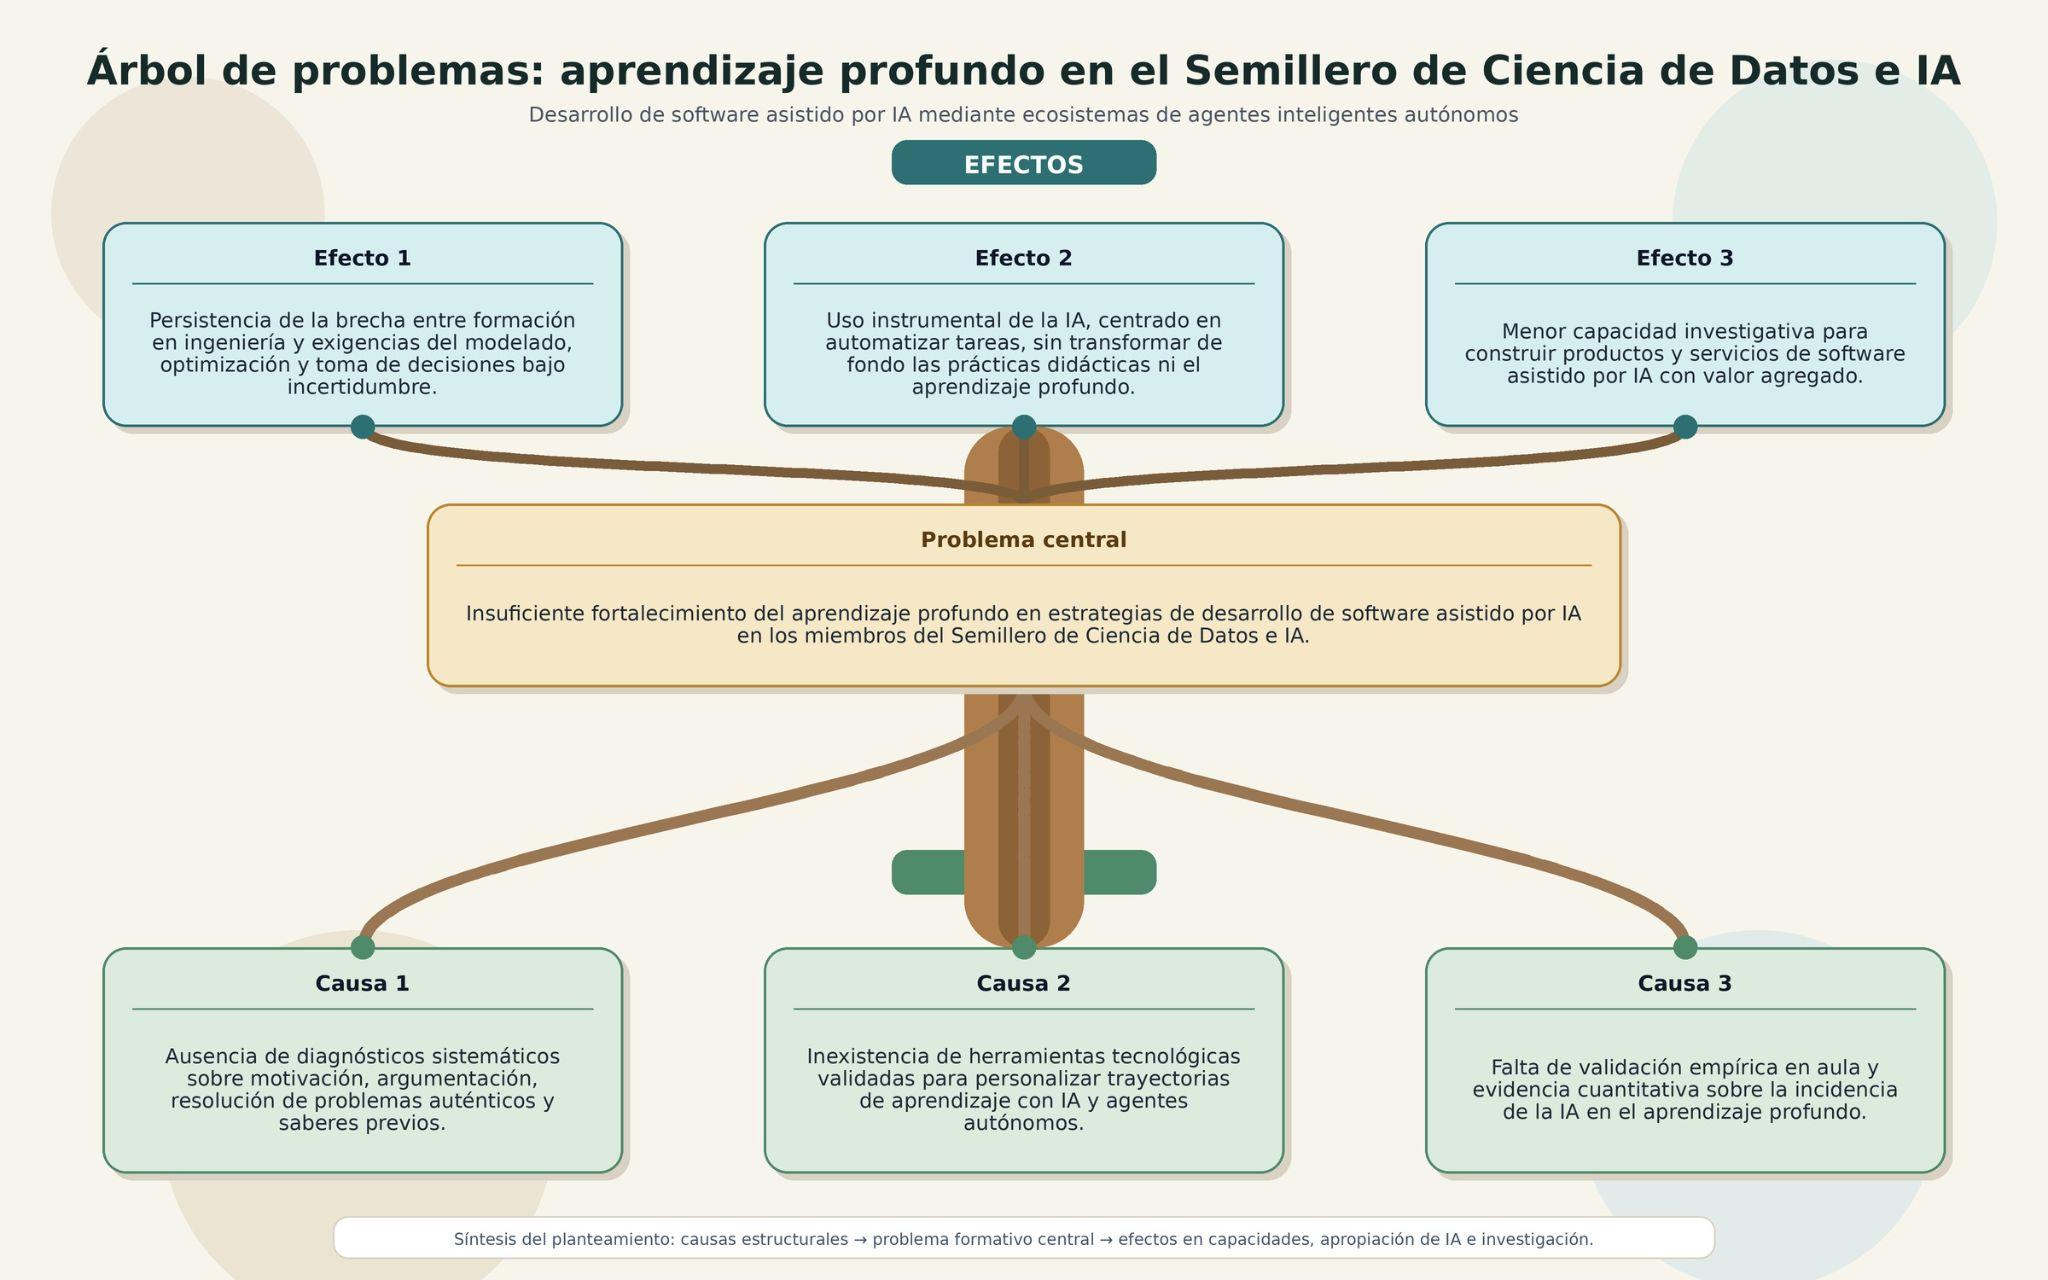 Árbol de problemas: aprendizaje profundo en el Semillero de Ciencia de Datos e IA
Desarrollo de software asistido por IA mediante ecosistemas de agentes inteligentes autónomos
EFECTOS
Efecto 1
Persistencia de la brecha entre formación
en ingeniería y exigencias del modelado,
optimización y toma de decisiones bajo
incertidumbre.
Efecto 2
Uso instrumental de la IA, centrado en
automatizar tareas, sin transformar de
fondo las prácticas didácticas ni el
aprendizaje profundo.
Efecto 3
Menor capacidad investigativa para
construir productos y servicios de software
asistido por IA con valor agregado.
Problema central
Insuficiente fortalecimiento del aprendizaje profundo en estrategias de desarrollo de software asistido por IA
en los miembros del Semillero de Ciencia de Datos e IA.
Causa 1
Ausencia de diagnósticos sistemáticos
sobre motivación, argumentación,
resolución de problemas auténticos y
saberes previos.
Causa 2
Inexistencia de herramientas tecnológicas
validadas para personalizar trayectorias
de aprendizaje con IA y agentes
autónomos.
Causa 3
Falta de validación empírica en aula y
evidencia cuantitativa sobre la incidencia
de la IA en el aprendizaje profundo.
Síntesis del planteamiento: causas estructurales → problema formativo central → efectos en capacidades, apropiación de IA e investigación.